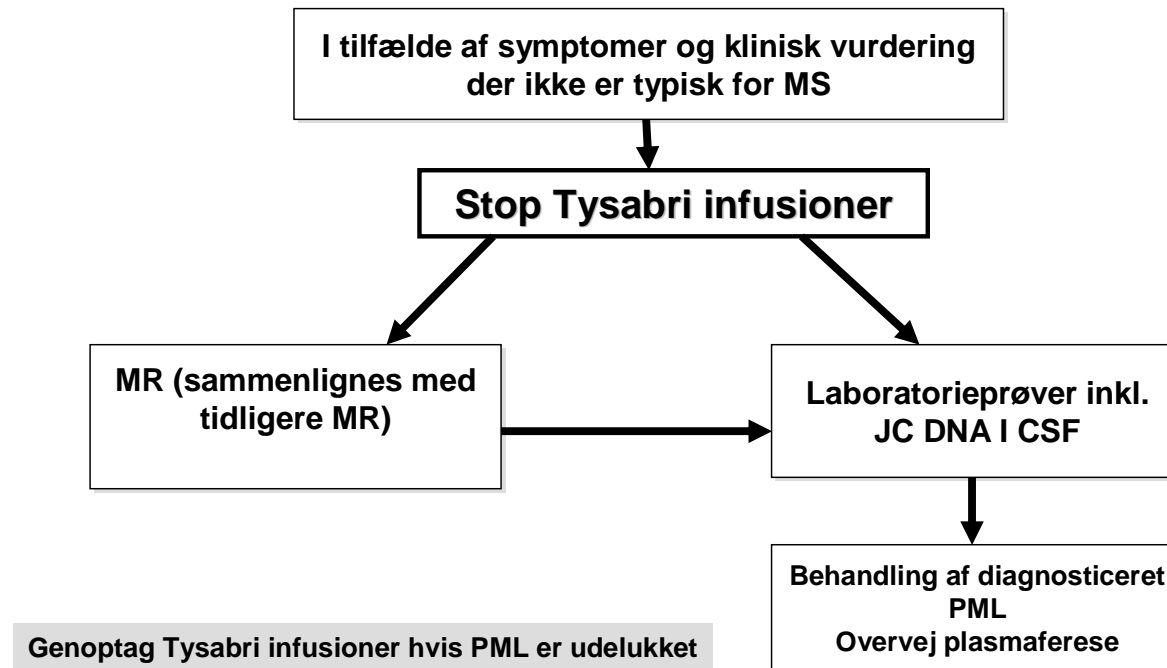 I tilfælde af symptomer og klinisk vurdering
der ikke er typisk for MS
Stop Tysabri infusioner
MR (sammenlignes med
tidligere MR)
Laboratorieprøver inkl.
JC DNA I CSF
Behandling af diagnosticeret
PML
Overvej plasmaferese
Genoptag Tysabri infusioner hvis PML er udelukket